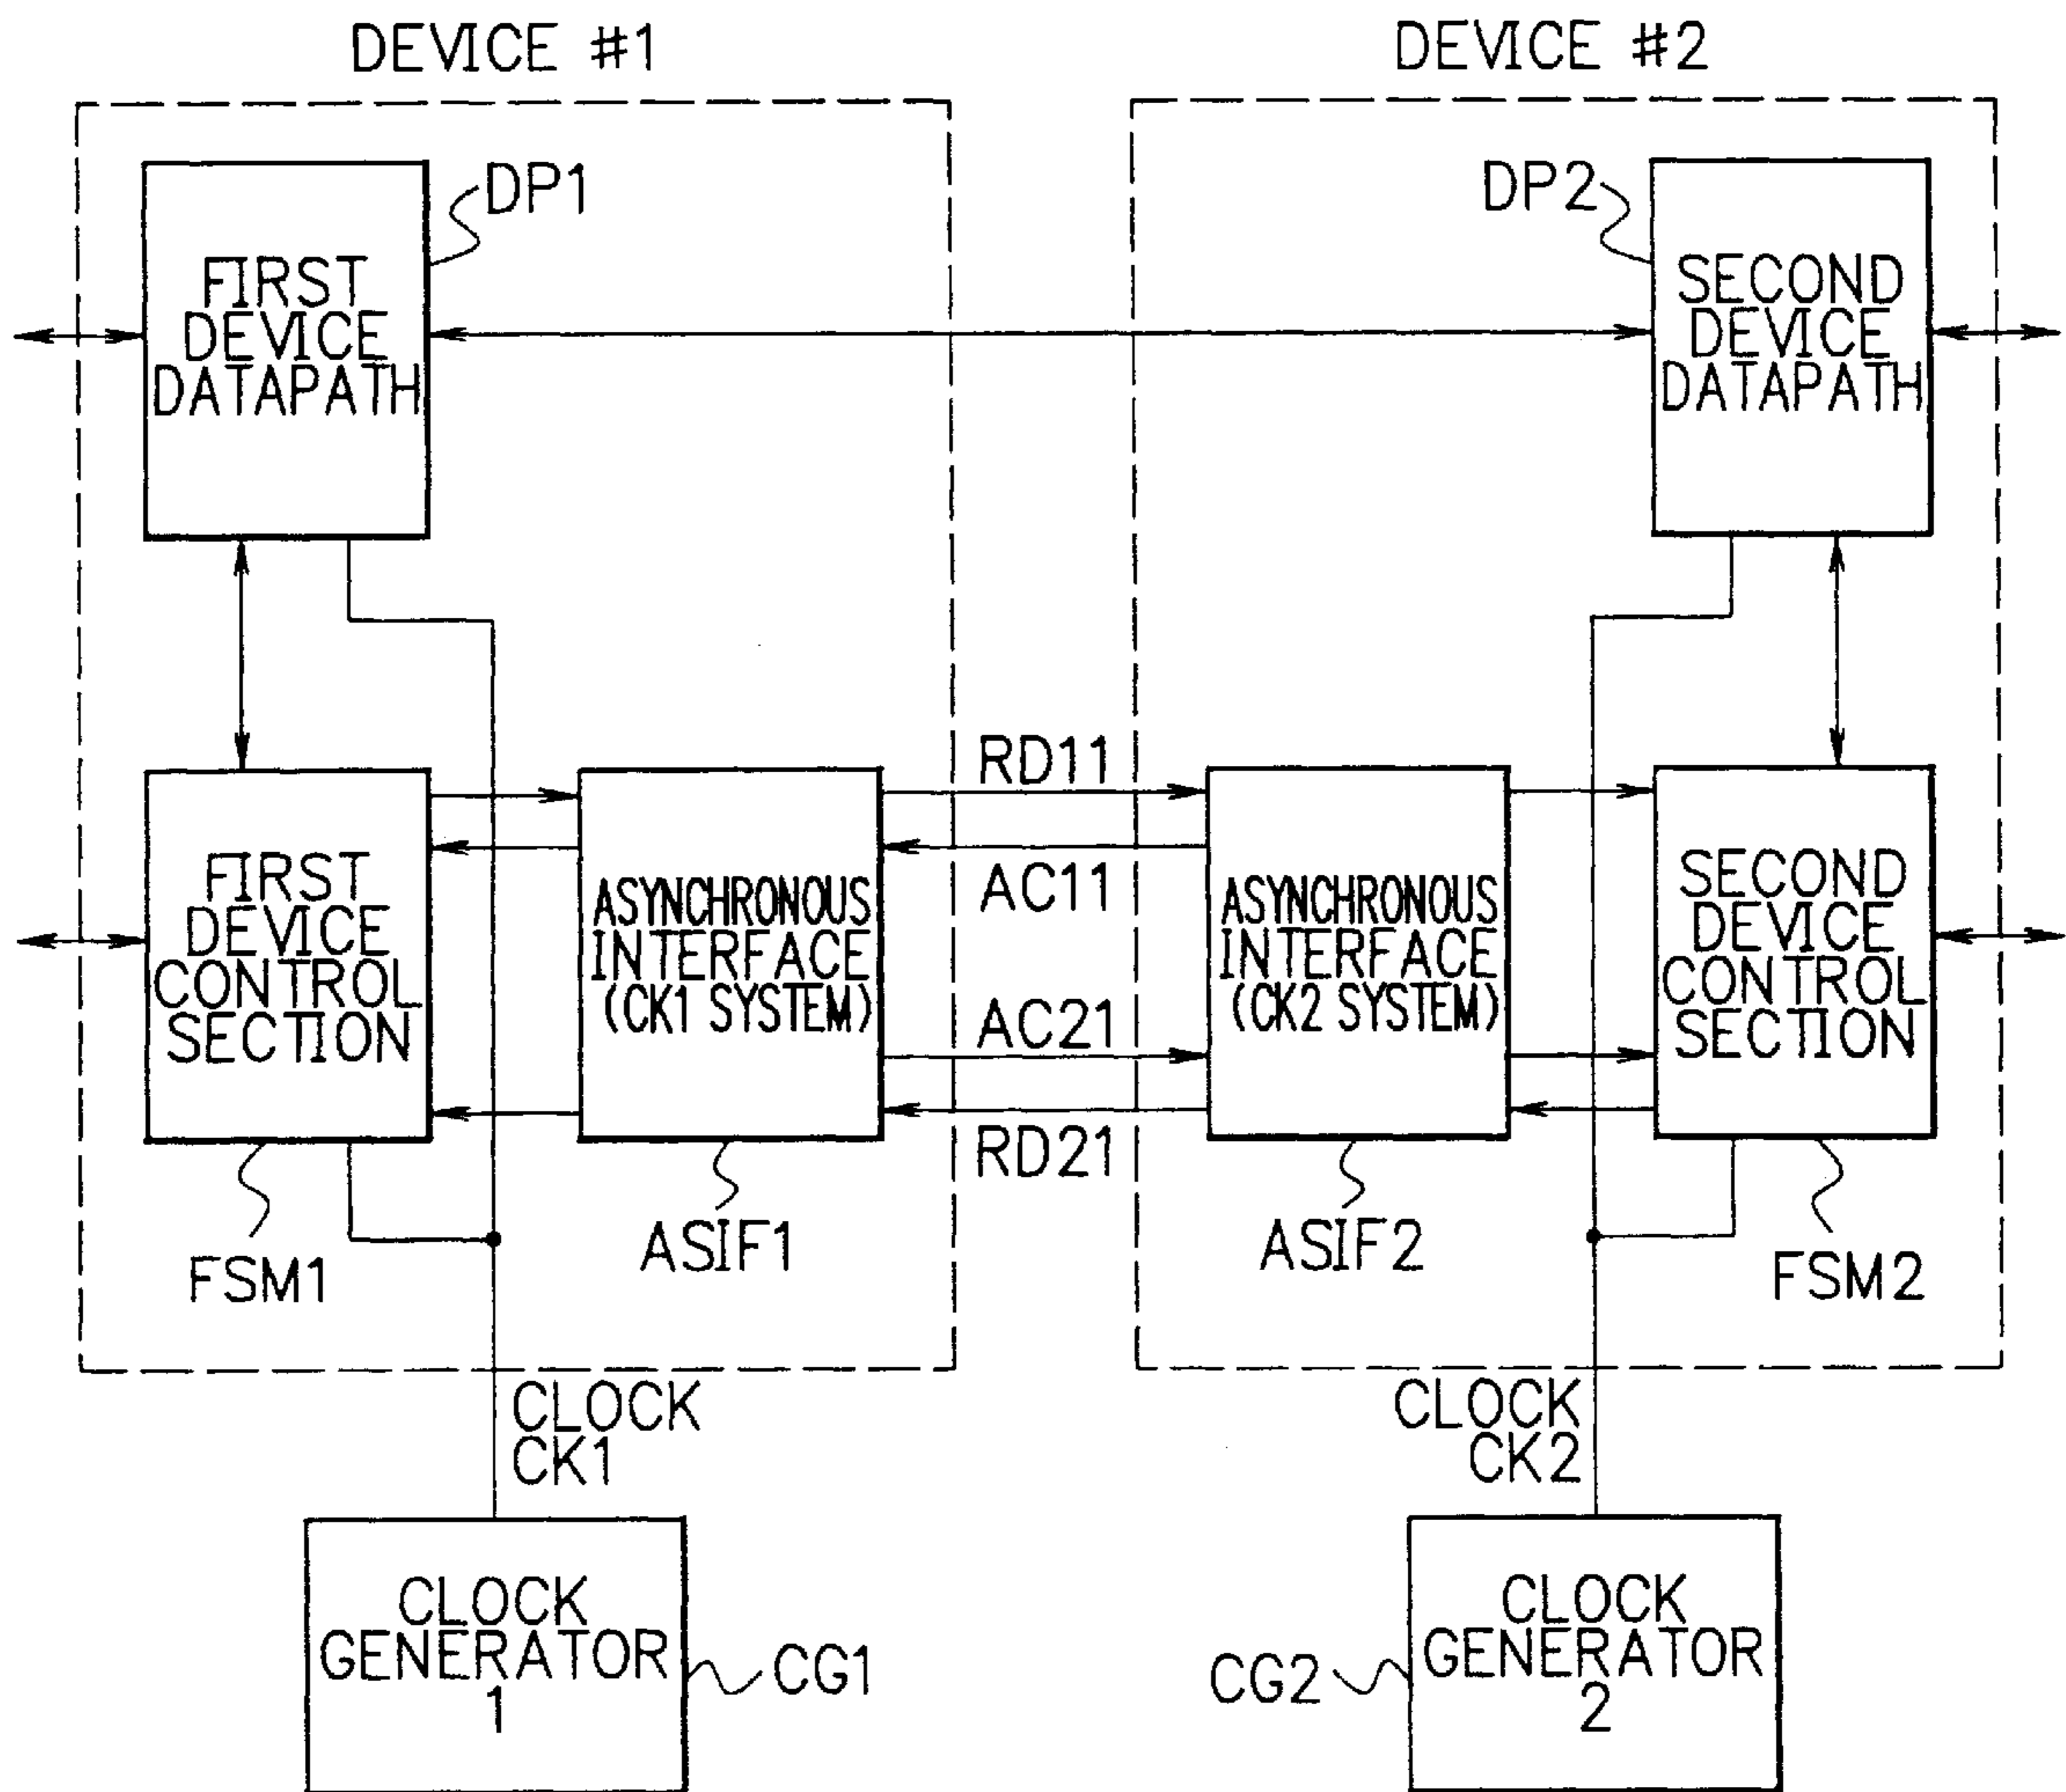 DEVICE #1
DEVICE #2
FIRST
DEVICE
DATAPATH
DP1
DP2
SECOND
DEVICE
DATAPATH
FIRST
DEVICE
CONTROL
SECTION
ASYNCHRONOUS
INTERFACE
(CK1 SYSTEM)
RD11
AC11
AC21
RD21
ASYNCHRONOUS
INTERFACE
(CK2 SYSTEM)
SECOND
DEVICE
CONTROL
SECTION
FSM1
ASIF1
ASIF2
FSM2
CLOCK
CK1
CLOCK
CK2
CLOCK
GENERATOR
1
CG1
CG2
CLOCK
GENERATOR
2